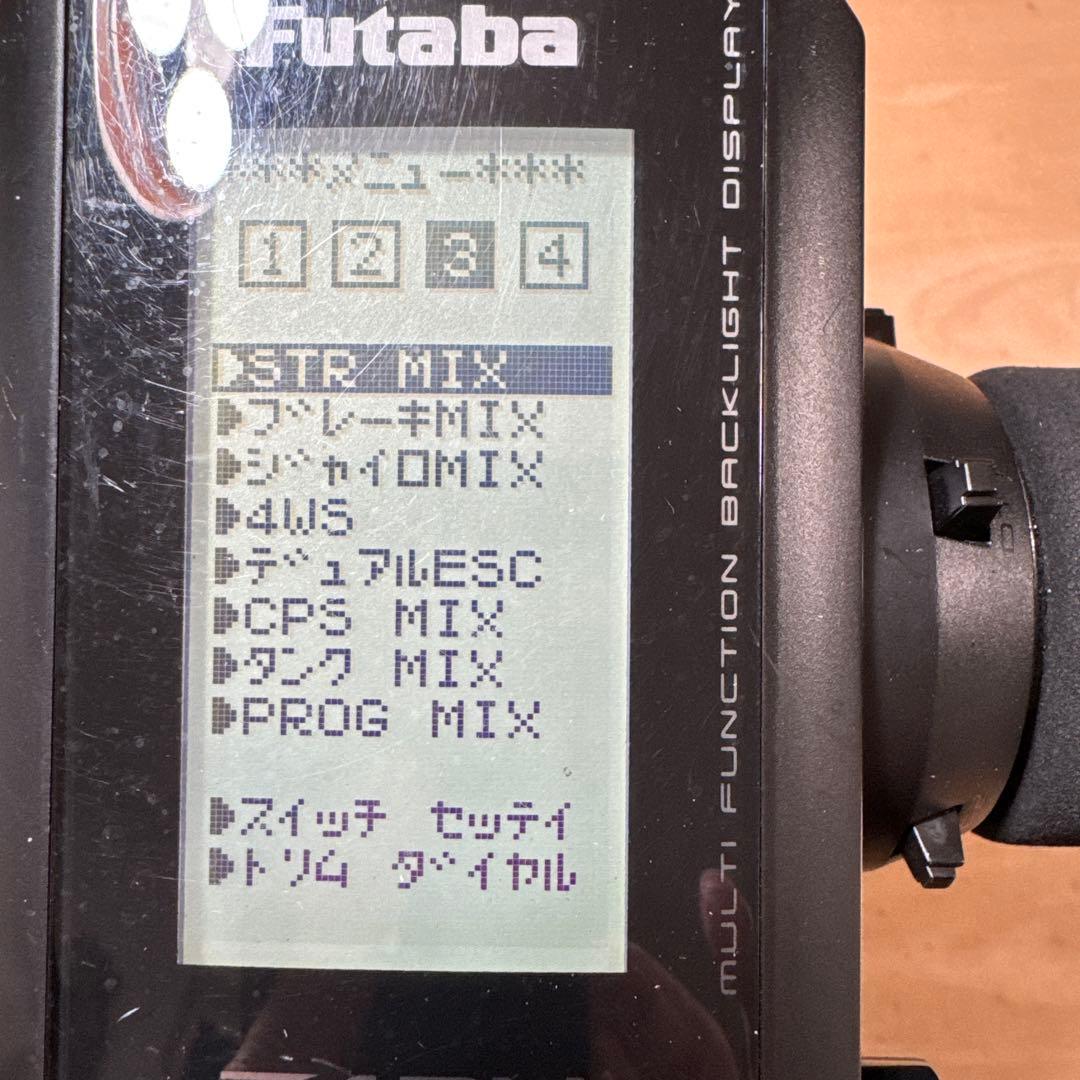 Futaba
***メニュー***
1 2 3 4
▶STR MIX
▶ブレーキMIX
▶ジャイロMIX
▶4WS
▶デュアルESC
▶CPS MIX
▶タンク MIX
▶PROG MIX
▶スイッチ セッテイ
▶トリム ダイヤル
MULTI FUNCTION BACKLIGHT DISPLAY